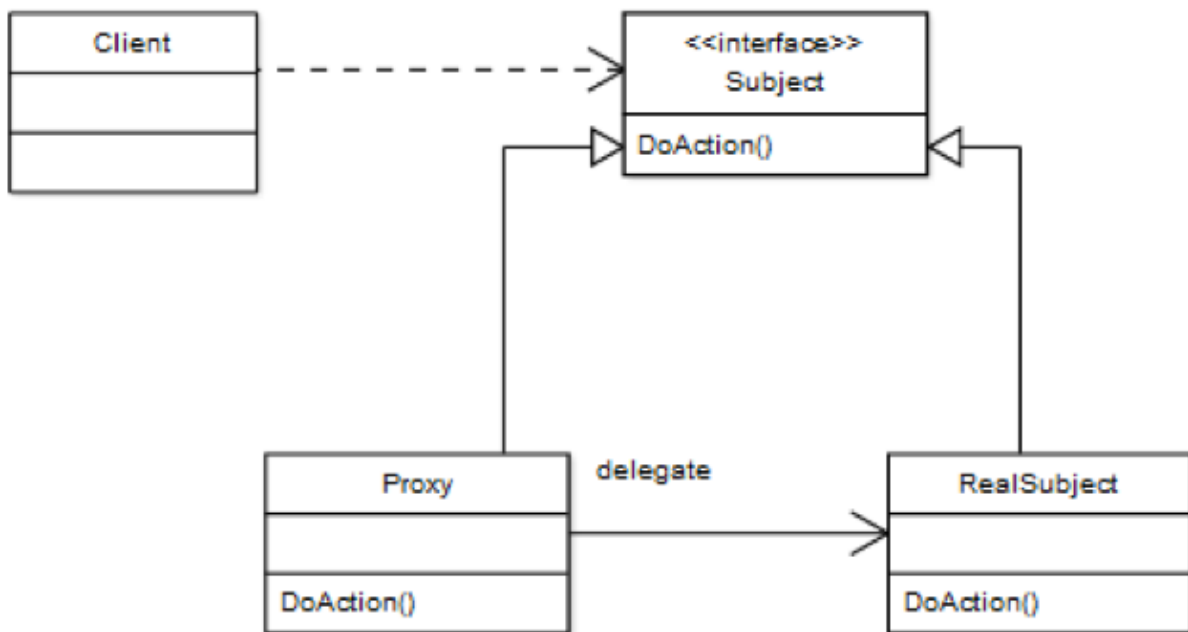 Client
<<interface>>
Subject
DoAction()
Proxy
delegate
RealSubject
DoAction()
DoAction()